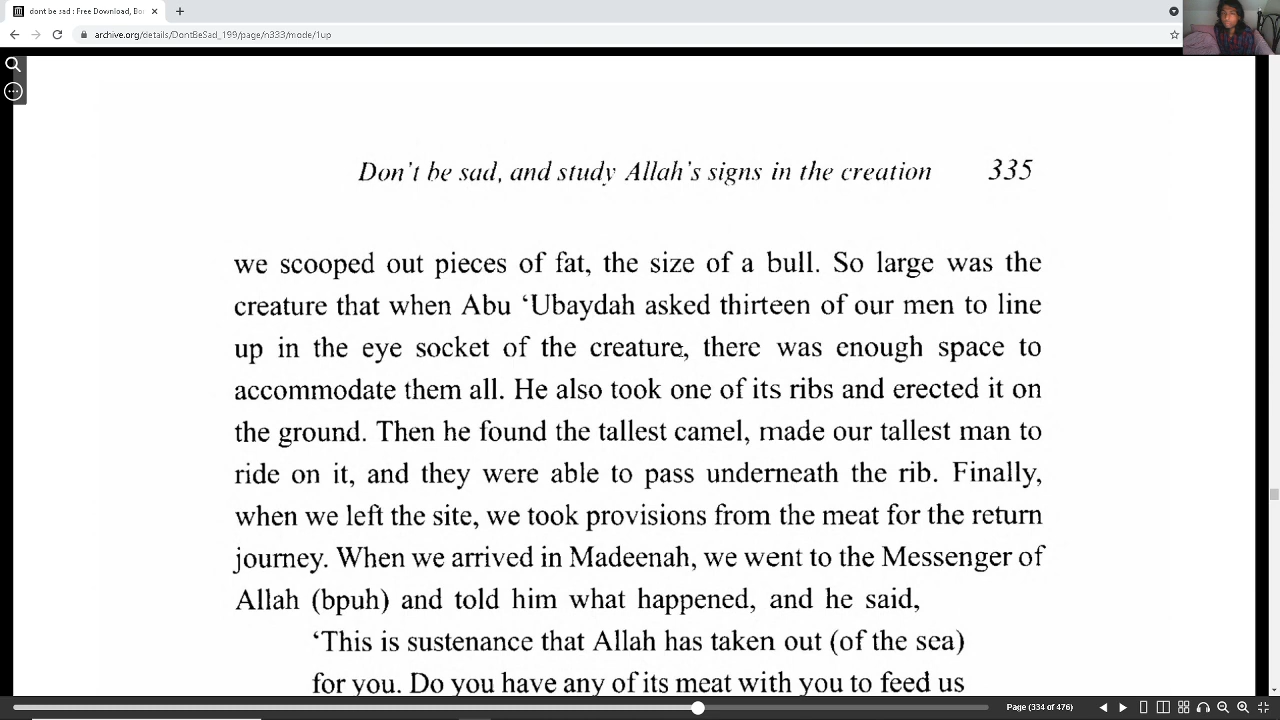 dont be sad : Free Download, Bo
archive.org/details/DontBeSad_199/page/n333/mode/1up
Don't be sad, and study Allah's signs in the creation 335
we scooped out pieces of fat, the size of a bull. So large was the
creature that when Abu ‘Ubaydah asked thirteen of our men to line
up in the eye socket of the creature, there was enough space to
accommodate them all. He also took one of its ribs and erected it on
the ground. Then he found the tallest camel, made our tallest man to
ride on it, and they were able to pass underneath the rib. Finally,
when we left the site, we took provisions from the meat for the return
journey. When we arrived in Madeenah, we went to the Messenger of
Allah (bpuh) and told him what happened, and he said,
‘This is sustenance that Allah has taken out (of the sea)
for you. Do you have any of its meat with you to feed us
Page (334 of 476)